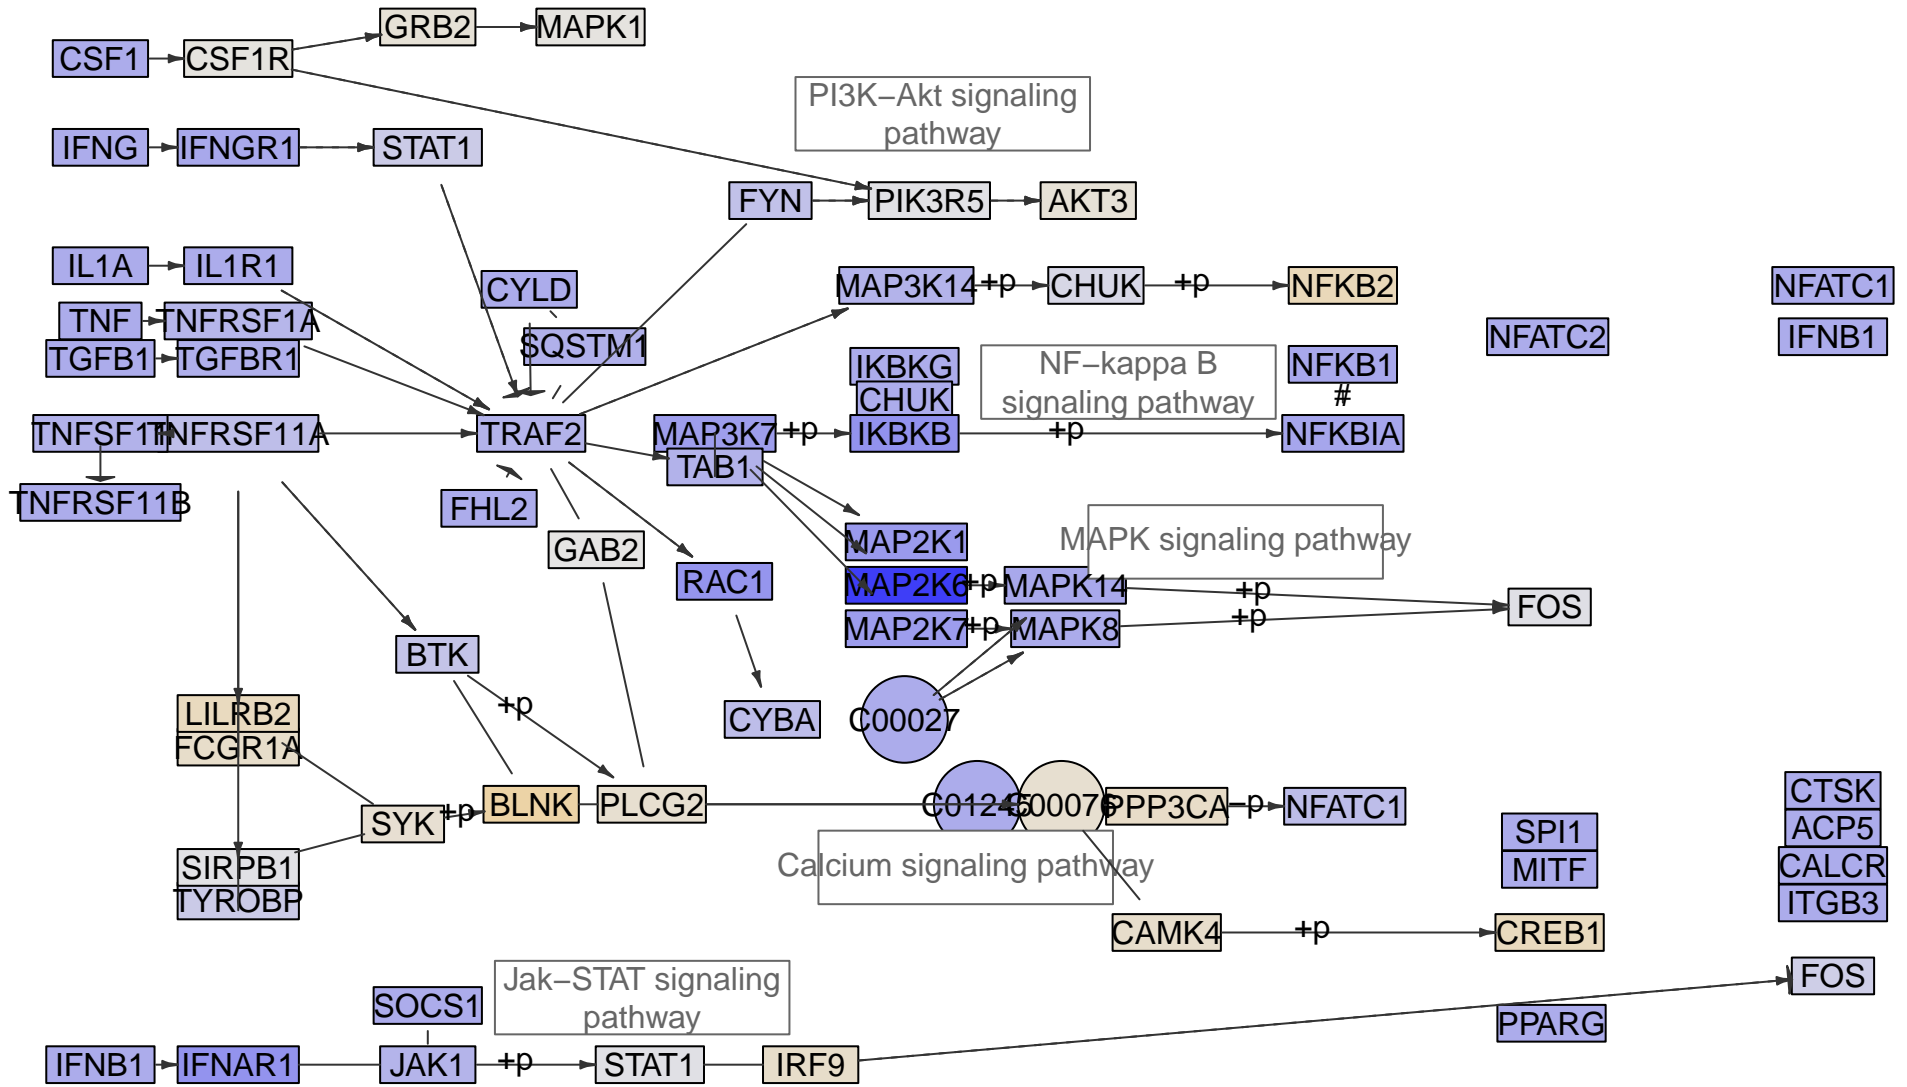 GRB2
MAPK1
CSF1
CSF1R
PI3K−Akt signaling
pathway
IFNG
IFNGR1
STAT1
FYN
PIK3R5
AKT3
IL1A
IL1R1
CYLD
MAP3K14
+p
CHUK
+p
NFKB2
NFATC1
TNF
TNFRSF1A
SQSTM1
NFATC2
IFNB1
TGFB1
TGFBR1
IKBKG
NF−kappa B
signaling pathway
NFKB1
CHUK
#
TNFRSF11A
TRAF2
MAP3K7
+p
IKBKB
+p
NFKBIA
TAB1
TNFRSF11B
FHL2
MAP2K1
MAPK signaling pathway
GAB2
RAC1
MAP2K6
+p
MAPK14
+p
FOS
MAP2K7
+p
MAPK8
+p
BTK
+p
LILRB2
CYBA
C00027
FCGR1A
SYK
+p
BLNK
PLCG2
C00076
PPP3CA
−p
NFATC1
CTSK
SPI1
ACP5
SIRPB1
Calcium signaling pathway
MITF
CALCR
TYROBP
ITGB3
CAMK4
+p
CREB1
Jak−STAT signaling
pathway
FOS
SOCS1
PPARG
IFNB1
IFNAR1
JAK1
+p
STAT1
IRF9